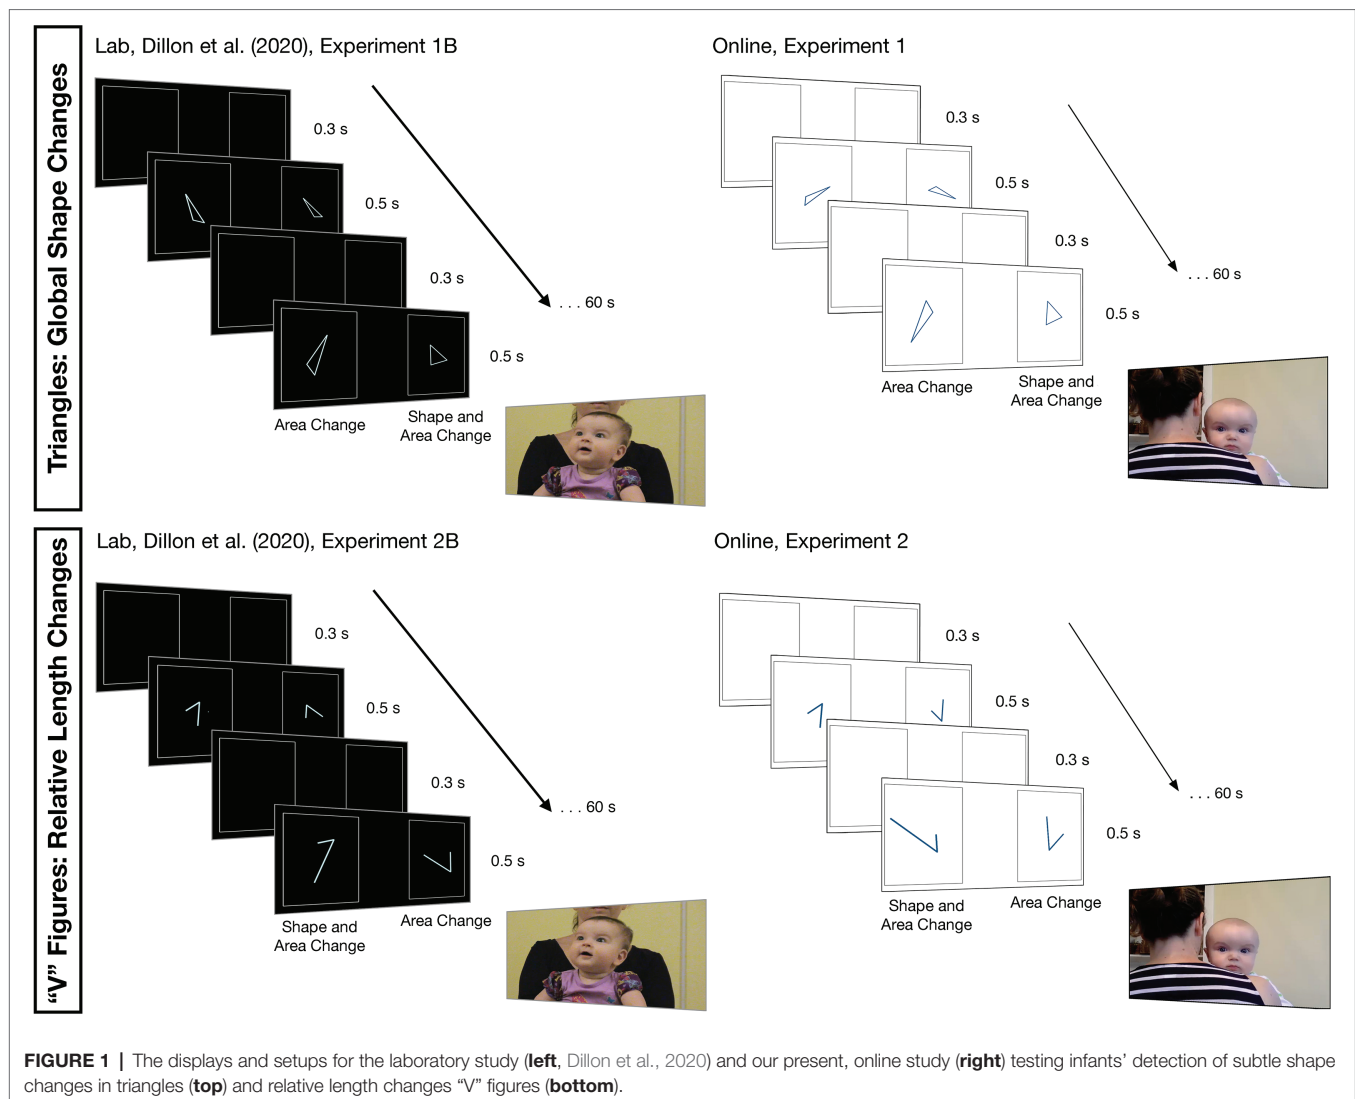 Triangles: Global Shape Changes
Lab, Dillon et al. (2020), Experiment 1B
0.3 s
0.5 s
0.3 s
. . . 60 s
0.5 s
Area Change
Shape and
Area Change
Online, Experiment 1
0.3 s
0.5 s
0.3 s
. . . 60 s
0.5 s
Area Change
Shape and
Area Change
“V” Figures: Relative Length Changes
Lab, Dillon et al. (2020), Experiment 2B
0.3 s
0.5 s
0.3 s
. . . 60 s
0.5 s
Shape and
Area Change
Area Change
Online, Experiment 2
0.3 s
0.5 s
0.3 s
. . . 60 s
0.5 s
Shape and
Area Change
Area Change
FIGURE 1 | The displays and setups for the laboratory study (left, Dillon et al., 2020) and our present, online study (right) testing infants’ detection of subtle shape
changes in triangles (top) and relative length changes “V” figures (bottom).